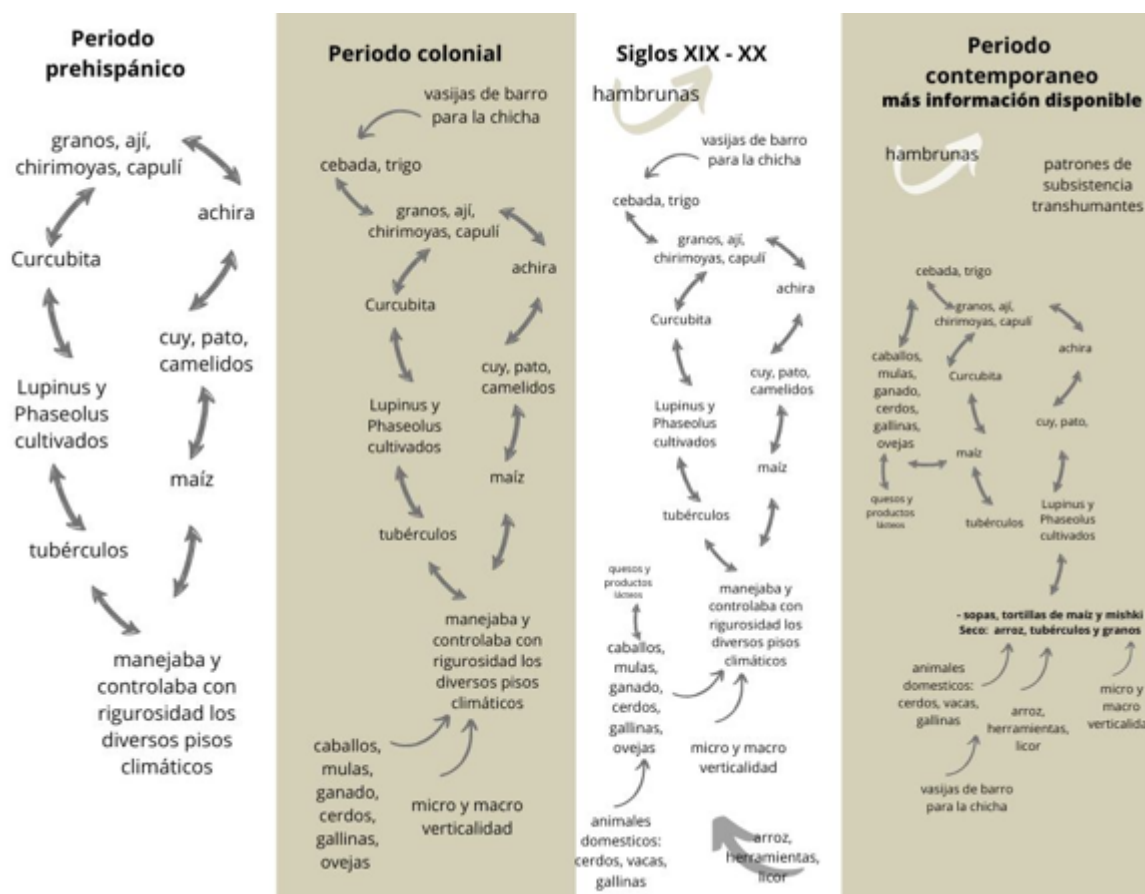 Periodo
prehispánico
granos, ají,
chirimoyas, capulí
achira
Curcubita
cuy, pato,
camelidos
Lupinus y
Phaseolus
cultivados
maíz
tubérculos
manejaba y
controlaba con
rigurosidad los
diversos pisos
climáticos
Periodo colonial
vasijas de barro
para la chicha
cebada, trigo
granos, ají,
chirimoyas, capulí
achira
Curcubita
cuy, pato,
camelidos
Lupinus y
Phaseolus
cultivados
maíz
tubérculos
manejaba y
controlaba con
rigurosidad los
diversos pisos
climáticos
caballos,
mulas,
ganado,
cerdos,
gallinas,
ovejas
micro y macro
verticalidad
Siglos XIX - XX
hambrunas
vasijas de barro
para la chicha
cebada, trigo
granos, ají,
chirimoyas, capulí
achira
Curcubita
cuy, pato,
camelidos
Lupinus y
Phaseolus
cultivados
maíz
tubérculos
quesos y
productos
lácteos
manejaba y
controlaba con
rigurosidad los
diversos pisos
climáticos
caballos,
mulas,
ganado,
cerdos,
gallinas,
ovejas
micro y macro
verticalidad
animales
domesticos:
cerdos, vacas,
gallinas
arroz,
herramientas,
licor
Periodo
contemporaneo
más información disponible
hambrunas
patrones de
subsistencia
transhumantes
cebada, trigo
granos, ají,
chirimoyas, capulí
caballos,
mulas,
ganado,
cerdos,
gallinas,
ovejas
achira
Curcubita
cuy, pato,
maíz
quesos y
productos
lácteos
tubérculos
Lupinus y
Phaseolus
cultivados
- sopas, tortillas de maíz y mishki
Seco: arroz, tubérculos y granos
animales
domesticos:
cerdos, vacas,
gallinas
arroz,
herramientas,
licor
micro y
macro
verticalida
vasijas de barro
para la chicha